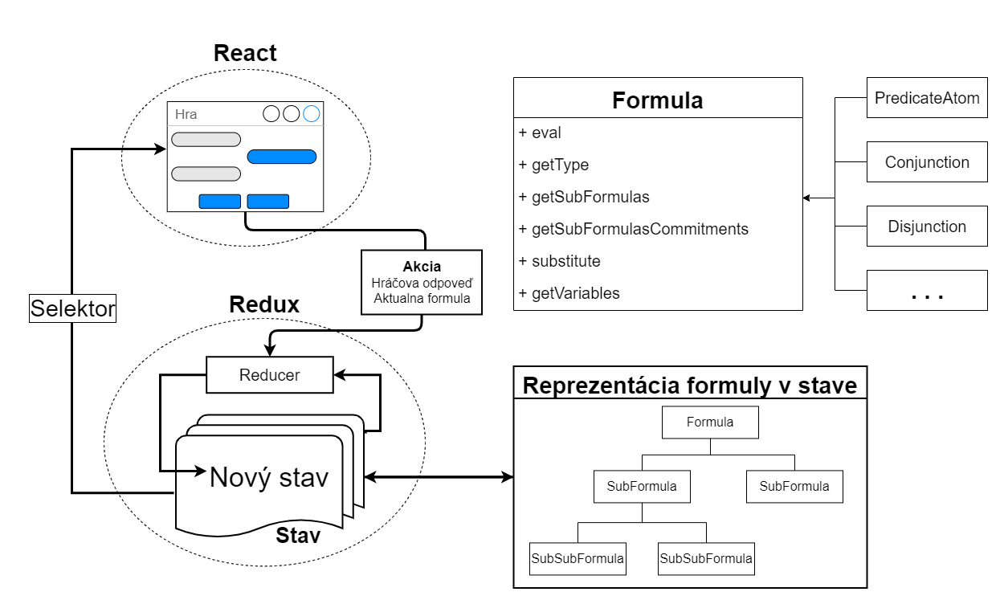 React
Hra
Akcia
Hráčova odpoveď
Aktualna formula
Selektor
Redux
Reducer
Nový stav
Stav
Formula
+ eval
+ getType
+ getSubFormulas
+ getSubFormulasCommitments
+ substitute
+ getVariables
PredicateAtom
Conjunction
Disjunction
. . .
Reprezentácia formuly v stave
Formula
SubFormula
SubFormula
SubSubFormula
SubSubFormula